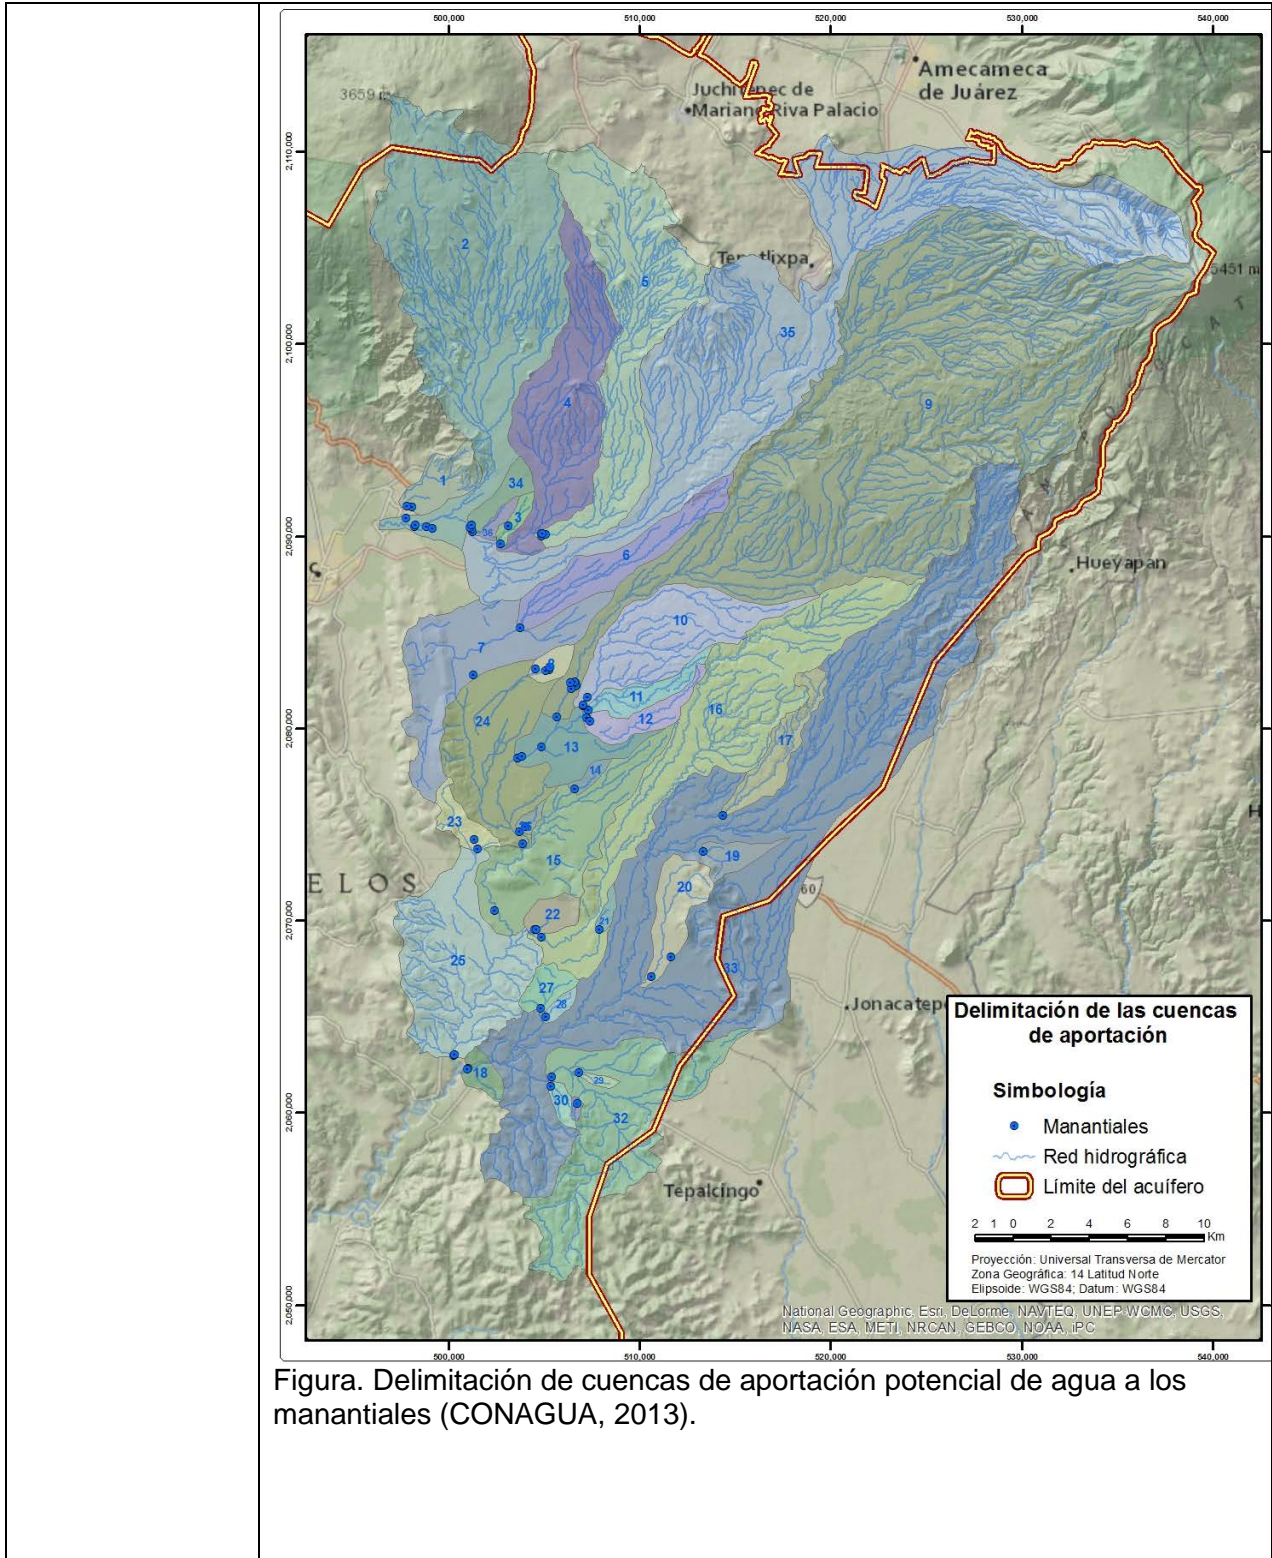 500,000
510,000
520,000
530,000
540,000
3659 m
Amecameca
de Juárez
Juchitepec de
Mariano Riva Palacio
2,110,000
2
5
Tepetlixpa
5451 m
35
2,100,000
4
9
1
34
3
36
2,090,000
6
Hueyapan
C
10
7
8
11
12
16
24
2,080,000
13
17
14
23
15
19
ELOS
20
60
22
21
2,070,000
25
33
27
28
Jonacatep
18
29
30
32
2,060,000
Tepalcingo
2,050,000
Delimitación de las cuencas
de aportación
Simbología
Manantiales
Red hidrográfica
Límite del acuífero
2 1 0 2 4 6 8 10
Km
Proyección: Universal Transversa de Mercator
Zona Geográfica: 14 Latitud Norte
Elipsoide: WGS84; Datum: WGS84
National Geographic, Esri, DeLorme, NAVTEQ, UNEP-WCMC, USGS,
NASA, ESA, METI, NRCAN, GEBCO, NOAA, iPC
500,000
510,000
520,000
530,000
540,000
Figura. Delimitación de cuencas de aportación potencial de agua a los
manantiales (CONAGUA, 2013).